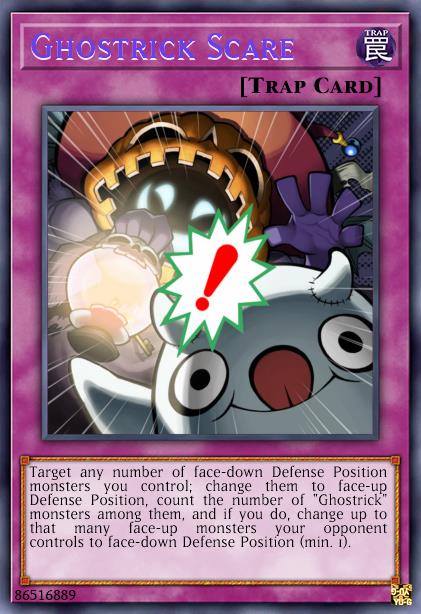 Ghostrick Scare
TRAP
罠
[Trap Card]
!
Target any number of face-down Defense Position
monsters you control; change them to face-up
Defense Position, count the number of "Ghostrick"
monsters among them, and if you do, change up to
that many face-up monsters your opponent
controls to face-down Defense Position (min. 1).
86516889